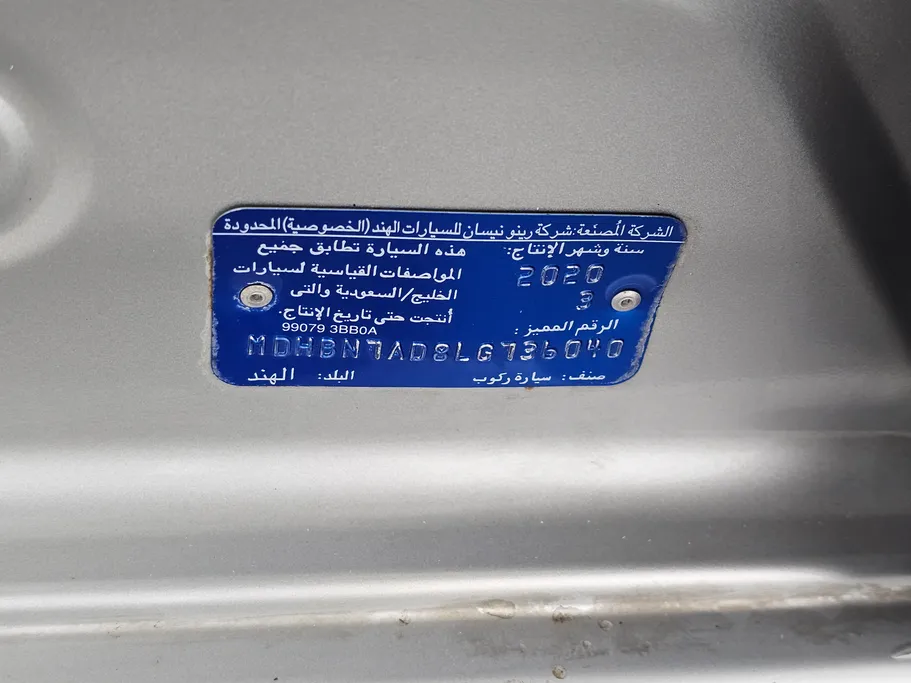 الشركة المُصنعة: شركة رينو نيسان للسيارات الهند (الخصوصية) المحدودة
سنة وشهر الإنتاج:
2020
3
هذه السيارة تطابق جميع
المواصفات القياسية لسيارات
الخليج/السعودية والتى
أنتجت حتى تاريخ الإنتاج.
الرقم المميز:
99079 3BB0A
MDHBN7AD8LG736040
صنف: سيارة ركوب
البلد: الهند